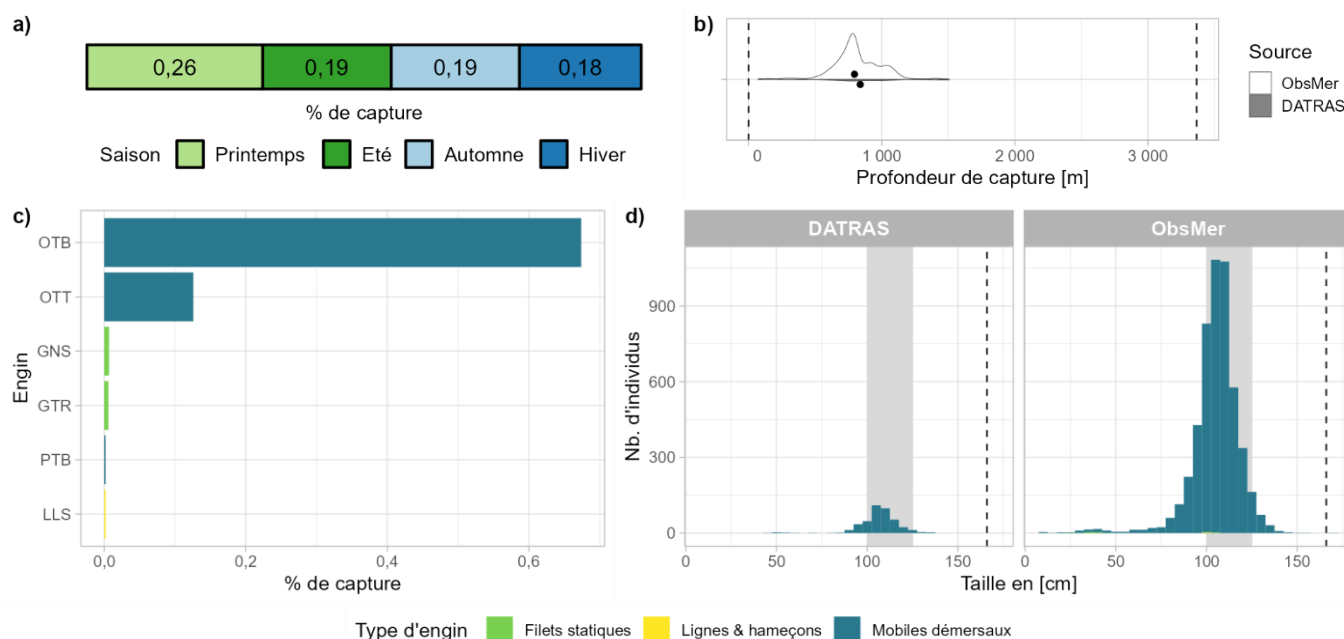 a)
0,26 0,19 0,19 0,18
% de capture
Saison Printemps Eté Automne Hiver
b)
0 1 000 2 000 3 000
Profondeur de capture [m]
Source
ObsMer
DATRAS
c)
Engin
OTB
OTT
GNS
GTR
PTB
LLS
0,0 0,2 0,4 0,6
% de capture
d)
DATRAS ObsMer
Nb. d'individus
900
600
300
0
0 50 100 150 0 50 100 150
Taille en [cm]
Type d'engin Filets statiques Lignes & hameçons Mobiles démersaux